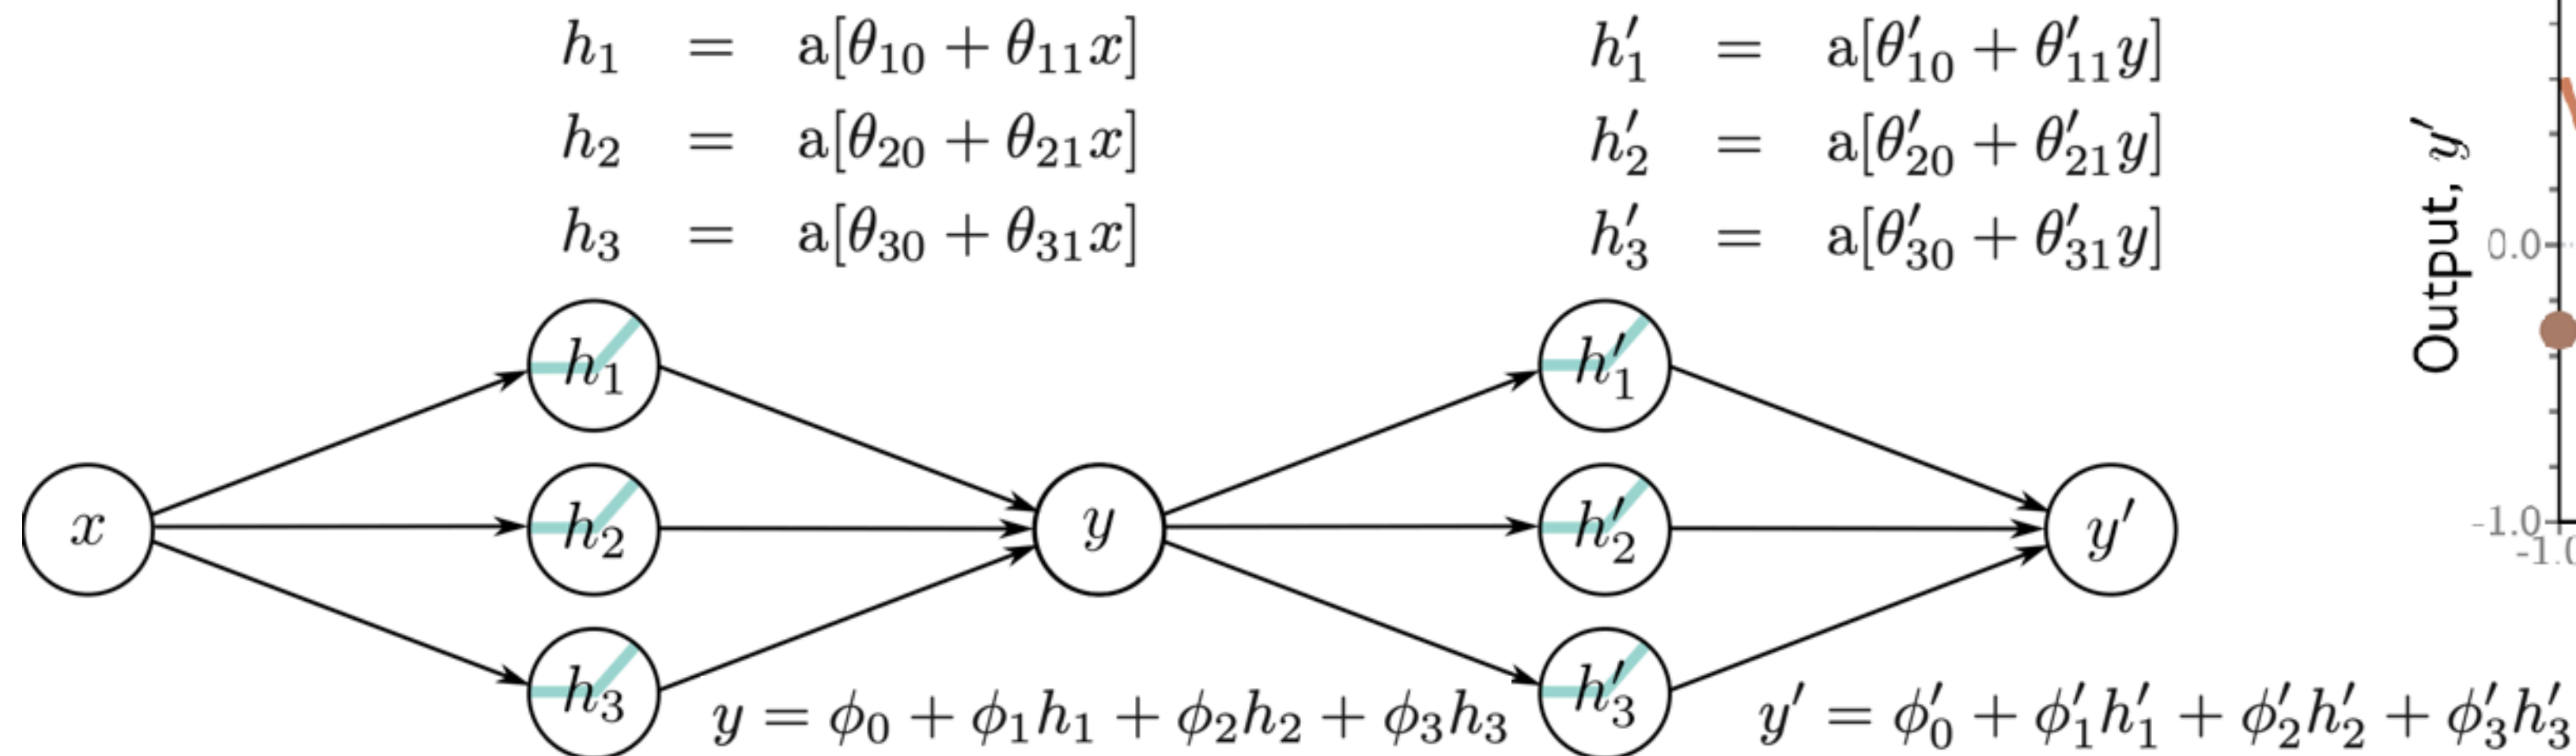 h₁ = a[θ₁₀ + θ₁₁x]
h₂ = a[θ₂₀ + θ₂₁x]
h₃ = a[θ₃₀ + θ₃₁x]
h′₁ = a[θ′₁₀ + θ′₁₁y]
h′₂ = a[θ′₂₀ + θ′₂₁y]
h′₃ = a[θ′₃₀ + θ′₃₁y]
x
h₁
h₂
h₃
y
h′₁
h′₂
h′₃
y′
y = ϕ₀ + ϕ₁h₁ + ϕ₂h₂ + ϕ₃h₃
y′ = ϕ′₀ + ϕ′₁h′₁ + ϕ′₂h′₂ + ϕ′₃h′₃
Output, y′
0.0
-1.0